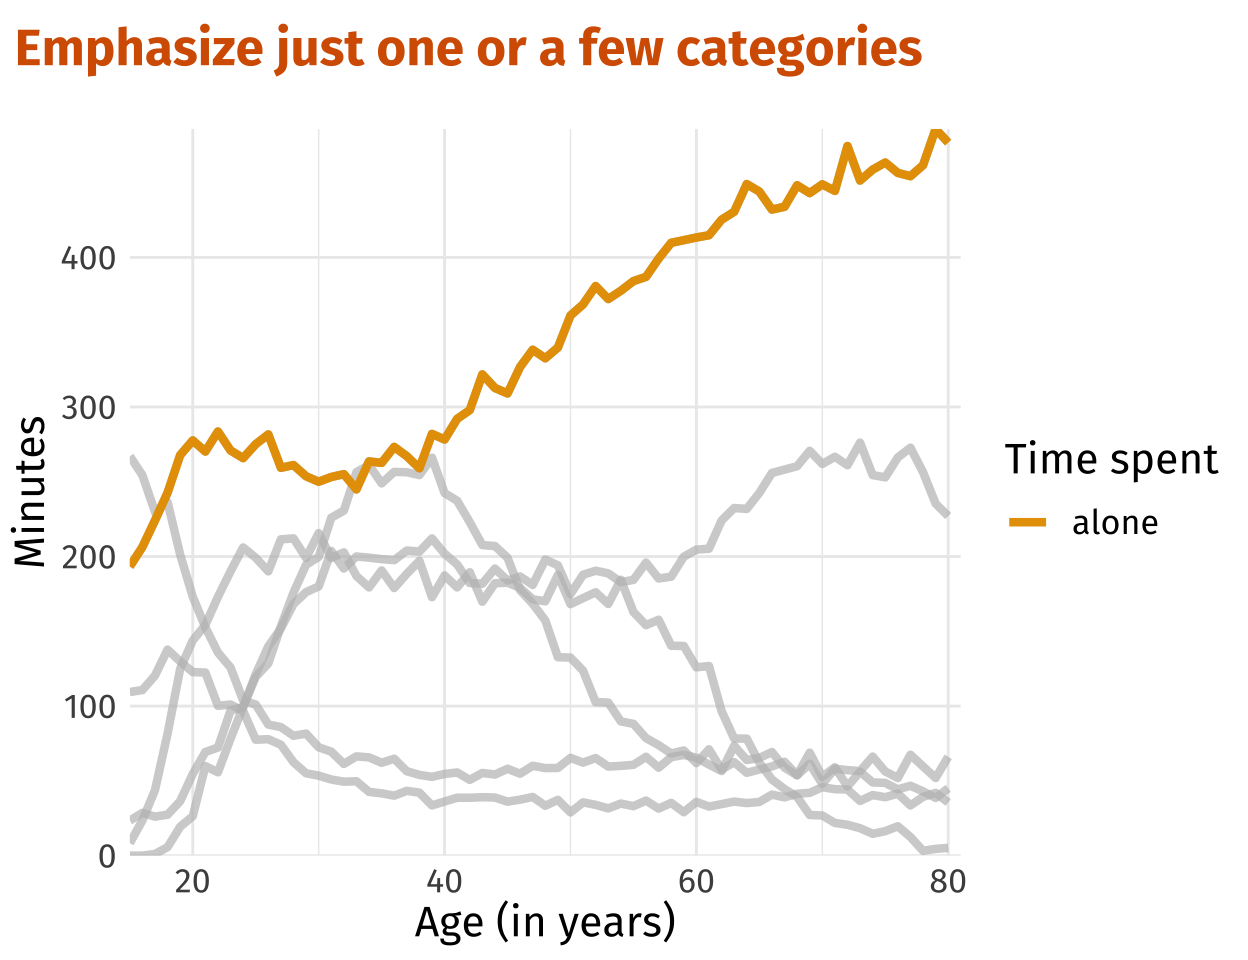 Emphasize just one or a few categories
Minutes
400
300
200
100
0
20 40 60 80
Age (in years)
Time spent
alone